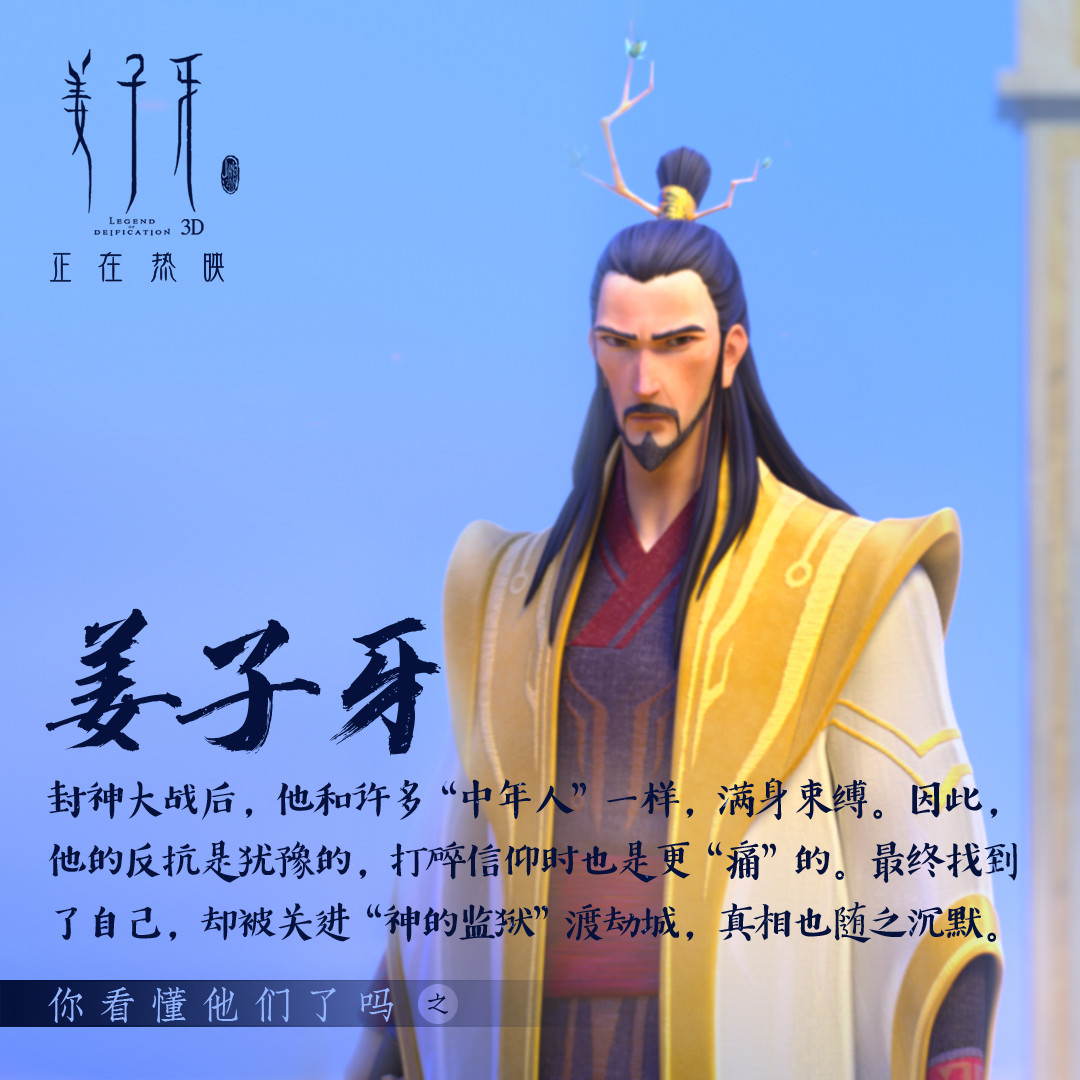 姜子牙
LEGEND
OF
DEIFICATION 3D
正在热映
姜子牙
封神大战后，他和许多“中年人”一样，满身束缚。因此，
他的反抗是犹豫的，打碎信仰时也是更“痛”的。最终找到
了自己，却被关进“神的监狱”渡劫城，真相也随之沉默。
你看懂他们了吗 之